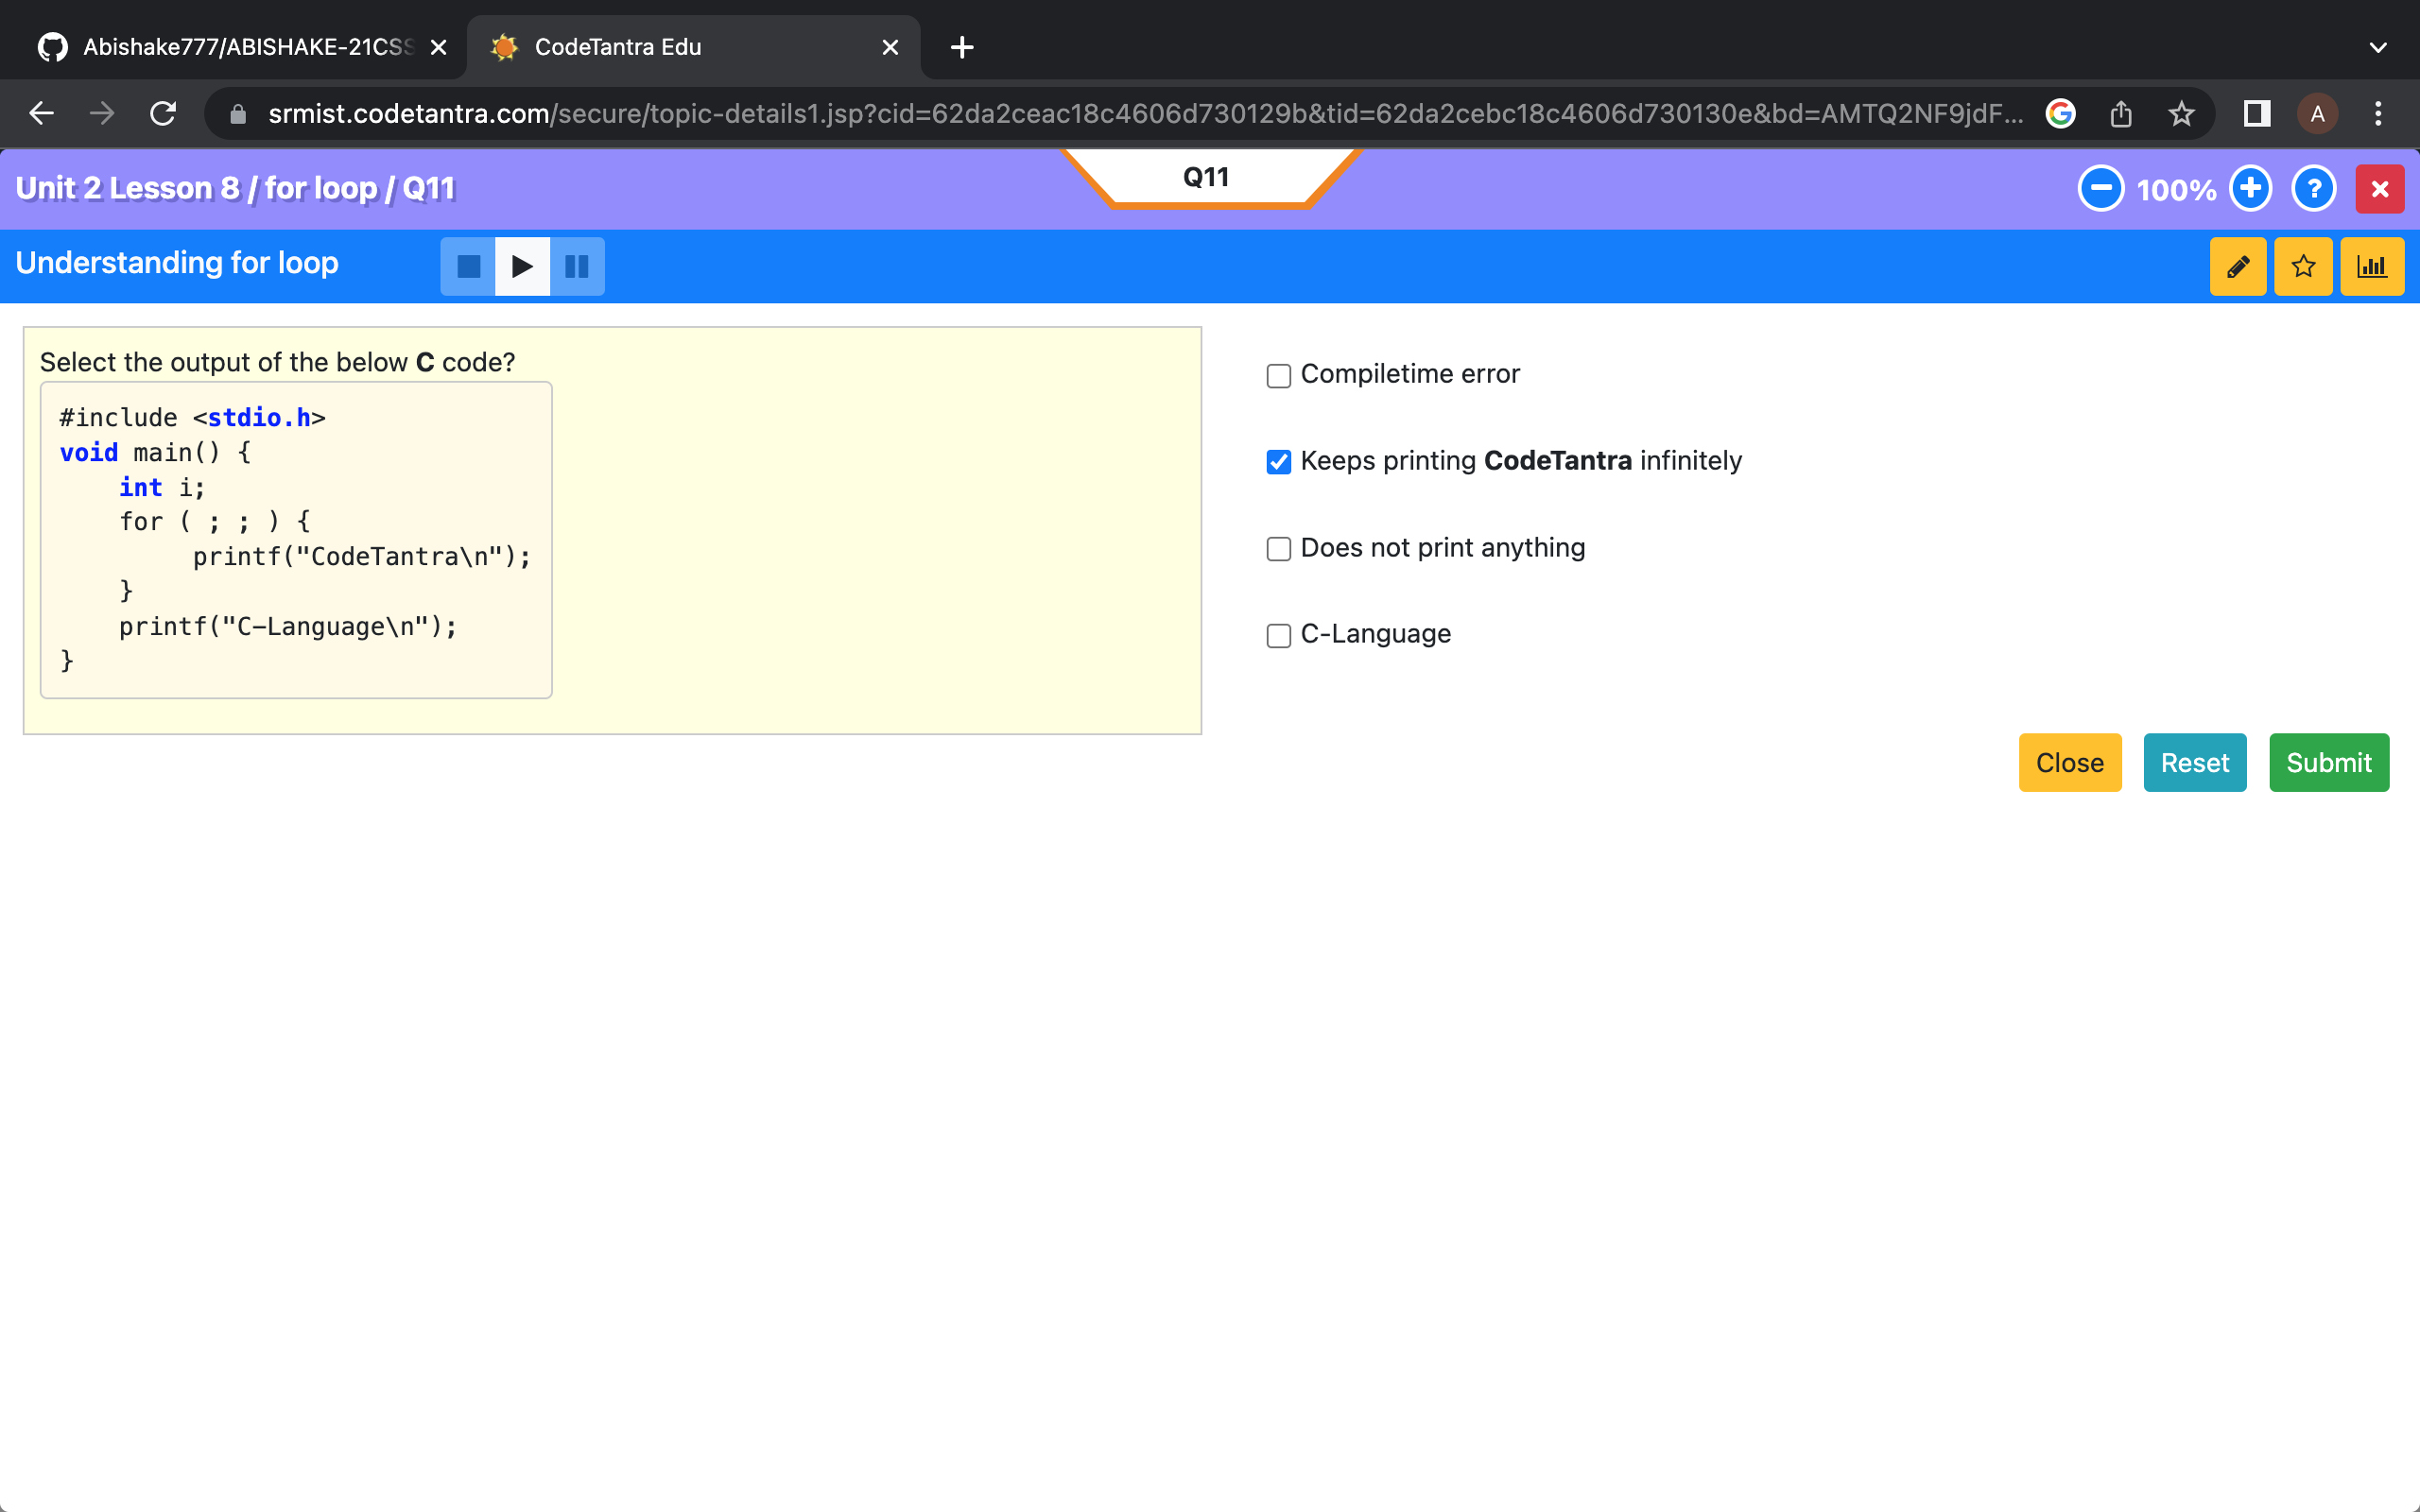 Abishake777/ABISHAKE-21CSS
CodeTantra Edu
srmist.codetantra.com/secure/topic-details1.jsp?cid=62da2ceac18c4606d730129b&tid=62da2cebc18c4606d730130e&bd=AMTQ2NF9jdF...
A
Unit 2 Lesson 8 / for loop / Q11
Q11
100%
?
Understanding for loop
Select the output of the below C code?
#include <stdio.h>
void main() {
    int i;
    for ( ; ; ) {
         printf("CodeTantra\n");
    }
    printf("C-Language\n");
}
Compiletime error
Keeps printing CodeTantra infinitely
Does not print anything
C-Language
Close
Reset
Submit